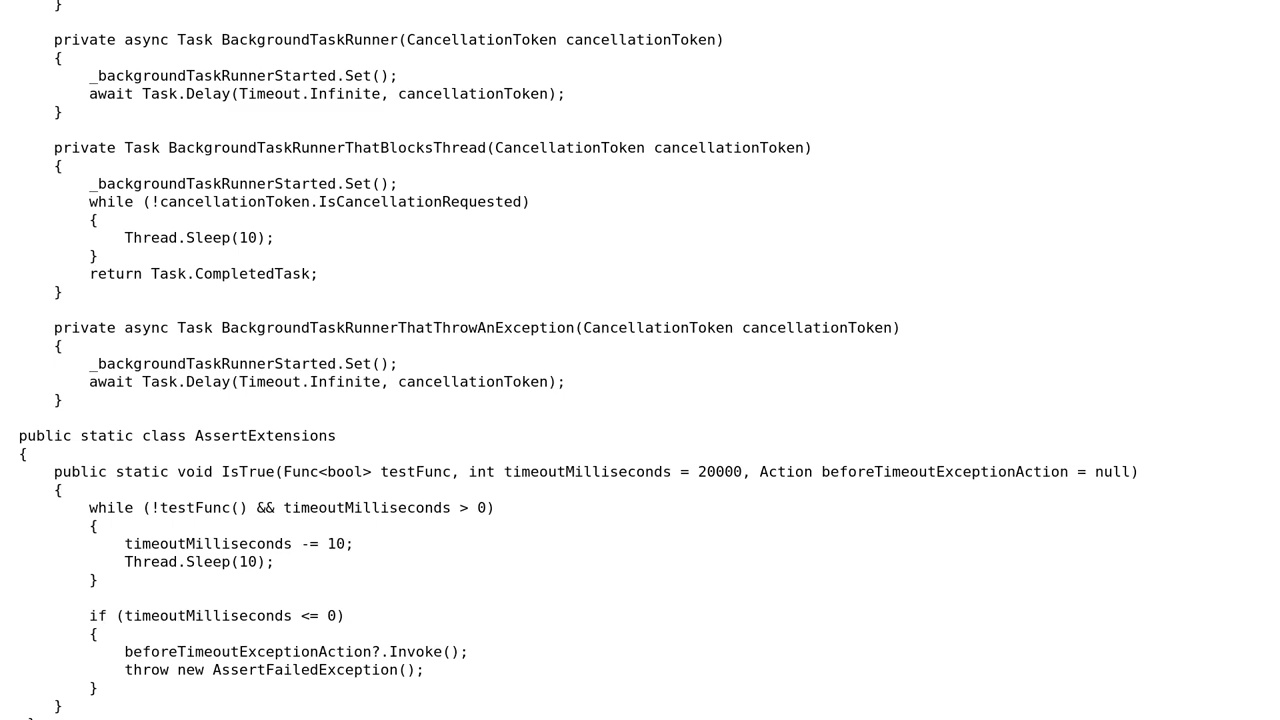 }

    private async Task BackgroundTaskRunner(CancellationToken cancellationToken)
    {
        _backgroundTaskRunnerStarted.Set();
        await Task.Delay(Timeout.Infinite, cancellationToken);
    }

    private Task BackgroundTaskRunnerThatBlocksThread(CancellationToken cancellationToken)
    {
        _backgroundTaskRunnerStarted.Set();
        while (!cancellationToken.IsCancellationRequested)
        {
            Thread.Sleep(10);
        }
        return Task.CompletedTask;
    }

    private async Task BackgroundTaskRunnerThatThrowAnException(CancellationToken cancellationToken)
    {
        _backgroundTaskRunnerStarted.Set();
        await Task.Delay(Timeout.Infinite, cancellationToken);
    }

public static class AssertExtensions
{
    public static void IsTrue(Func<bool> testFunc, int timeoutMilliseconds = 20000, Action beforeTimeoutExceptionAction = null)
    {
        while (!testFunc() && timeoutMilliseconds > 0)
        {
            timeoutMilliseconds -= 10;
            Thread.Sleep(10);
        }

        if (timeoutMilliseconds <= 0)
        {
            beforeTimeoutExceptionAction?.Invoke();
            throw new AssertFailedException();
        }
    }
 }